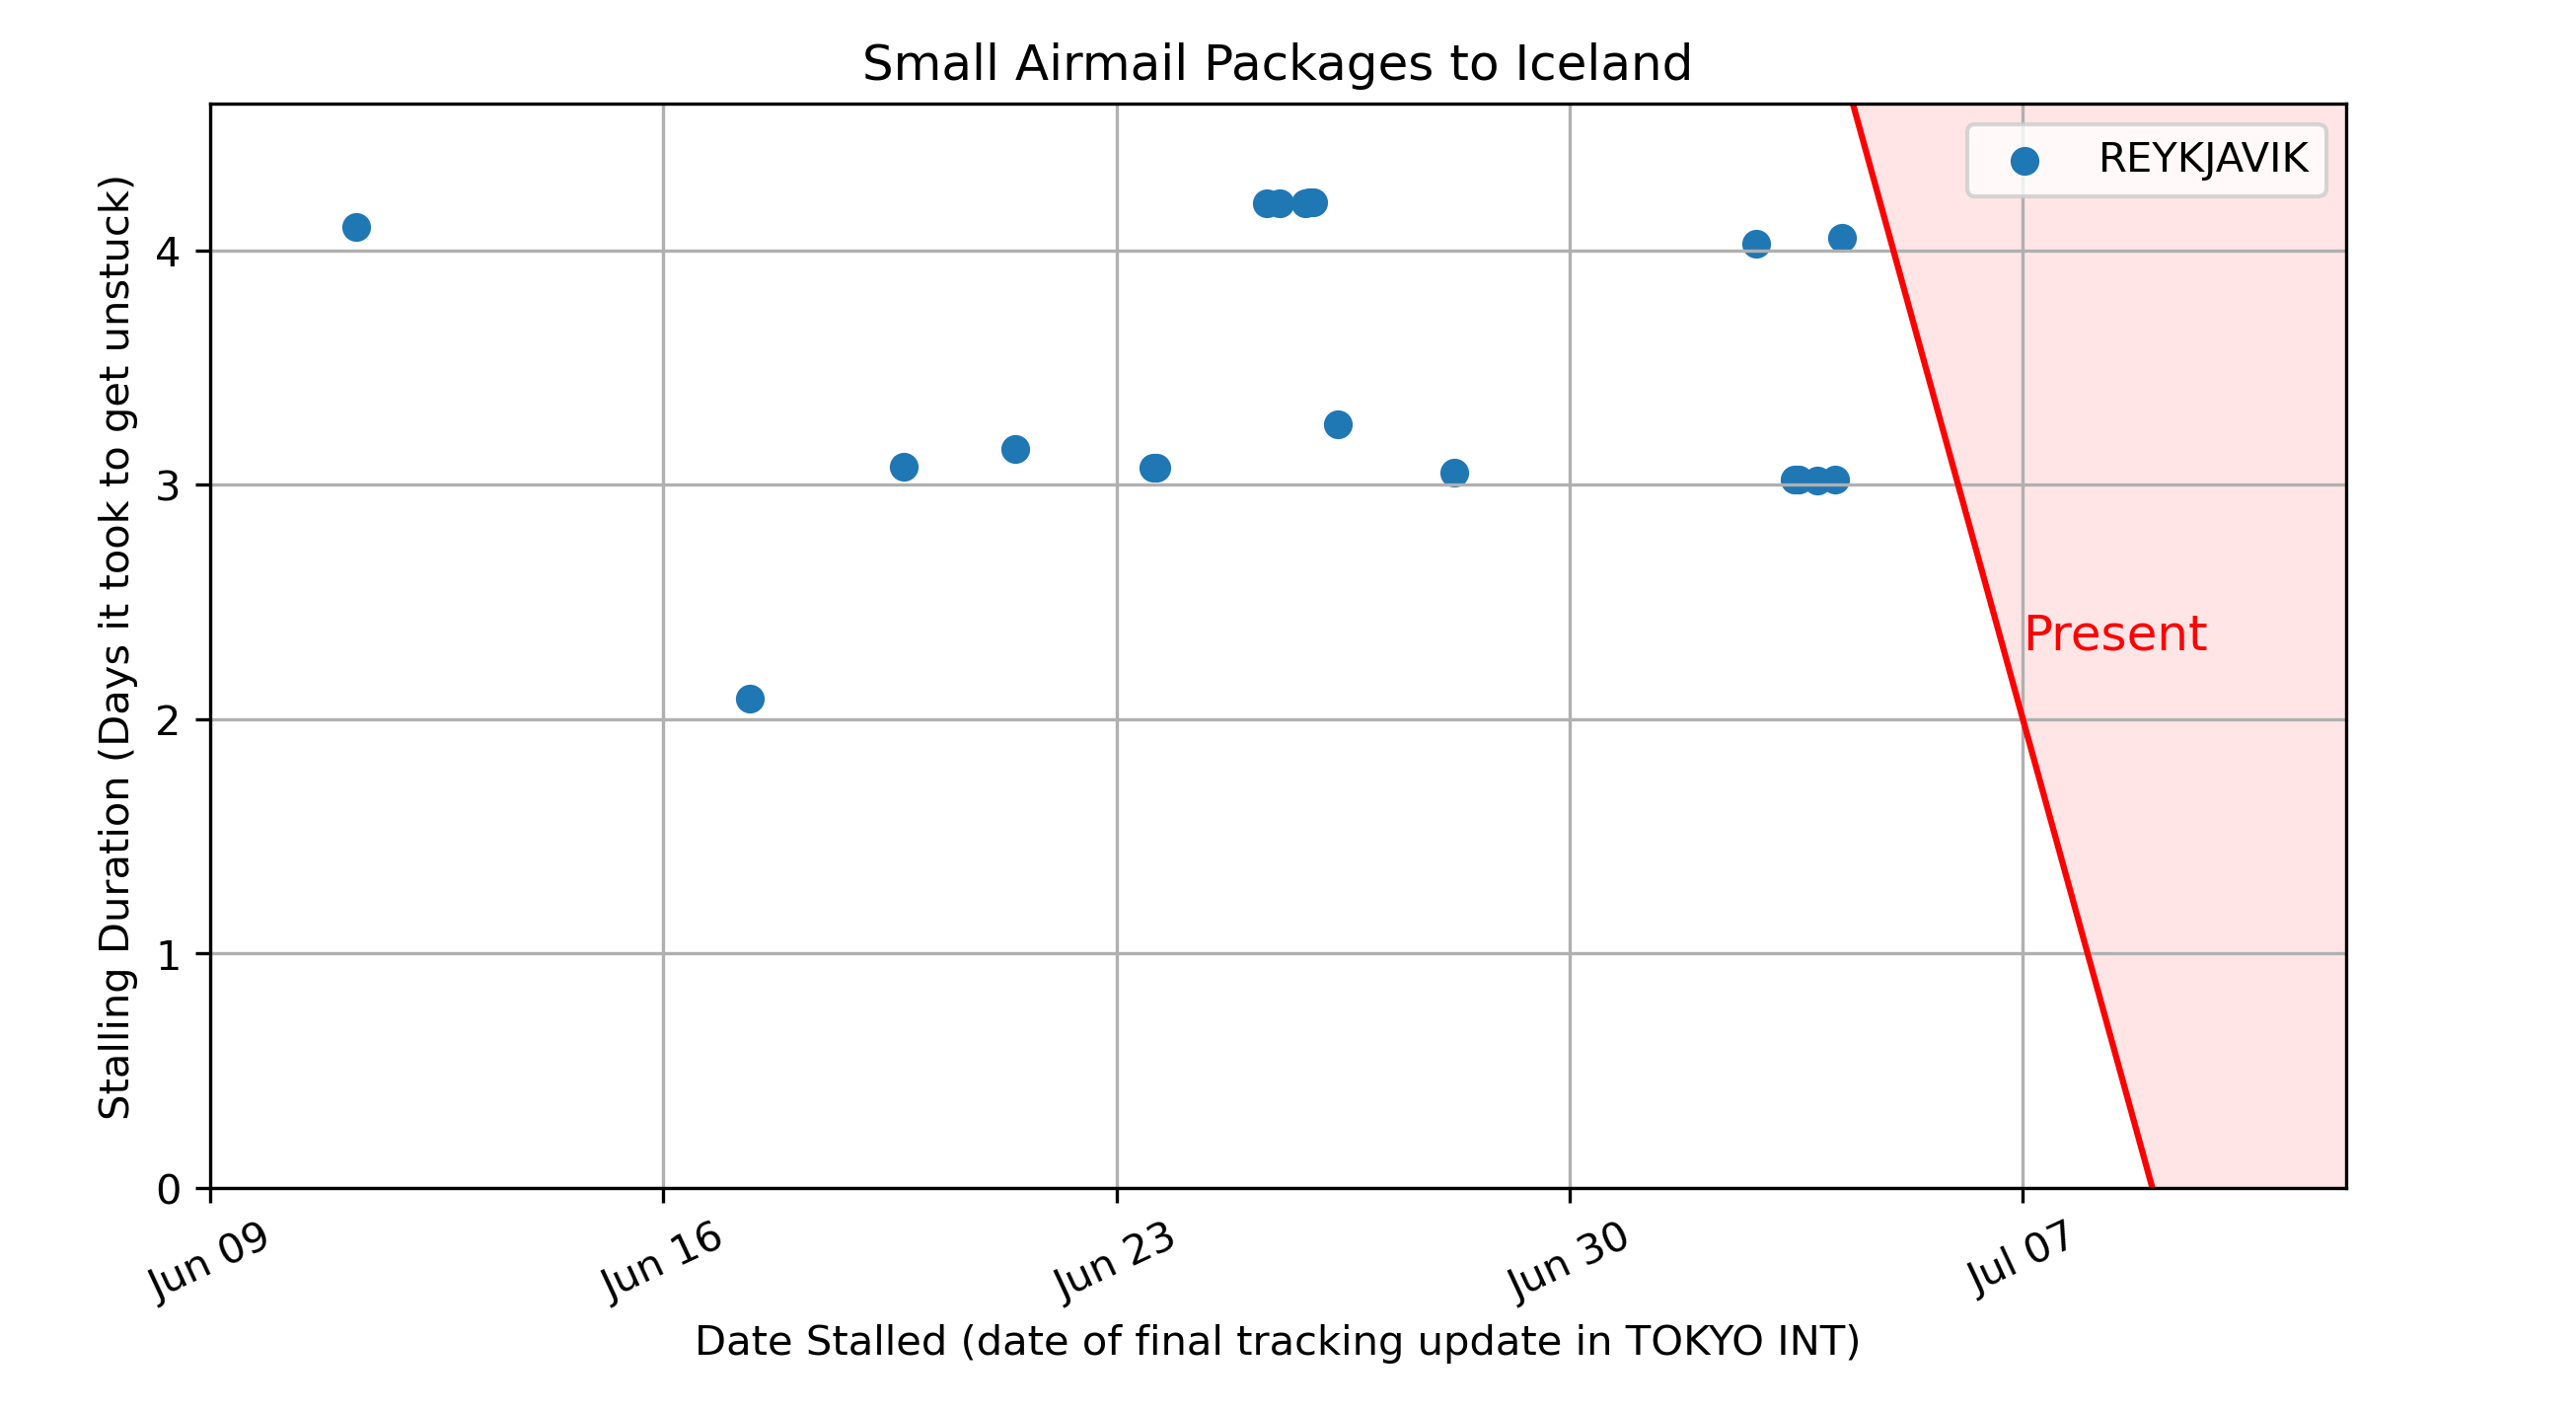 Small Airmail Packages to Iceland
REYKJAVIK
Present
Stalling Duration (Days it took to get unstuck)
4
3
2
1
0
Jun 09
Jun 16
Jun 23
Jun 30
Jul 07
Date Stalled (date of final tracking update in TOKYO INT)